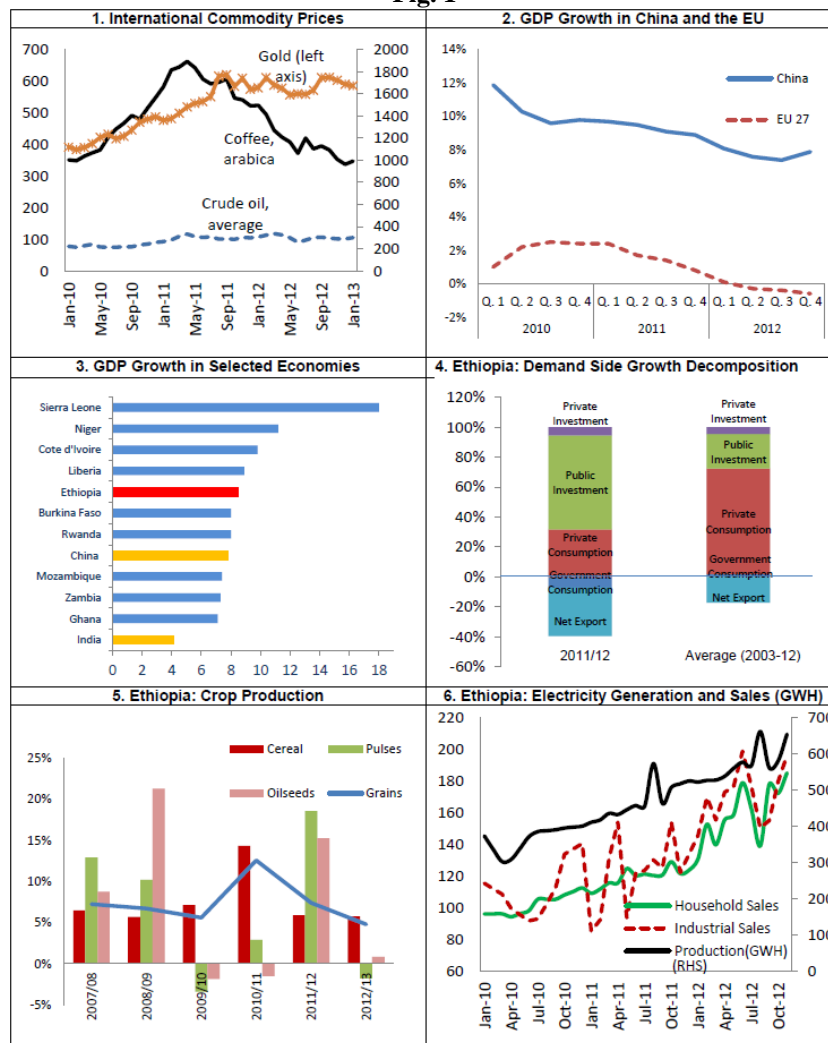 Fig. 1
1. International Commodity Prices
700
600
500
400
300
200
100
0
2000
1800
1600
1400
1200
1000
800
600
400
200
0
Gold (left
axis)
Coffee,
arabica
Crude oil,
average
Jan-10
May-10
Sep-10
Jan-11
May-11
Sep-11
Jan-12
May-12
Sep-12
Jan-13
2. GDP Growth in China and the EU
14%
12%
10%
8%
6%
4%
2%
0%
-2%
China
EU 27
Q. 1 Q. 2 Q. 3 Q. 4 Q. 1 Q. 2 Q. 3 Q. 4 Q. 1 Q. 2 Q. 3 Q. 4
2010 2011 2012
3. GDP Growth in Selected Economies
Sierra Leone
Niger
Cote d'Ivoire
Liberia
Ethiopia
Burkina Faso
Rwanda
China
Mozambique
Zambia
Ghana
India
0 2 4 6 8 10 12 14 16 18
4. Ethiopia: Demand Side Growth Decomposition
120%
100%
80%
60%
40%
20%
0%
-20%
-40%
-60%
Private
Investment
Public
Investment
Private
Consumption
Government
Consumption
Net Export
2011/12
Private
Investment
Public
Investment
Private
Consumption
Government
Consumption
Net Export
Average (2003-12)
5. Ethiopia: Crop Production
25%
20%
15%
10%
5%
0%
-5%
Cereal
Pulses
Oilseeds
Grains
2007/08
2008/09
2009/10
2010/11
2011/12
2012/13
6. Ethiopia: Electricity Generation and Sales (GWH)
220
200
180
160
140
120
100
80
60
Household Sales
Industrial Sales
Production(GWH)
(RHS)
Jan-10
Apr-10
Jul-10
Oct-10
Jan-11
Apr-11
Jul-11
Oct-11
Jan-12
Apr-12
Jul-12
Oct-12